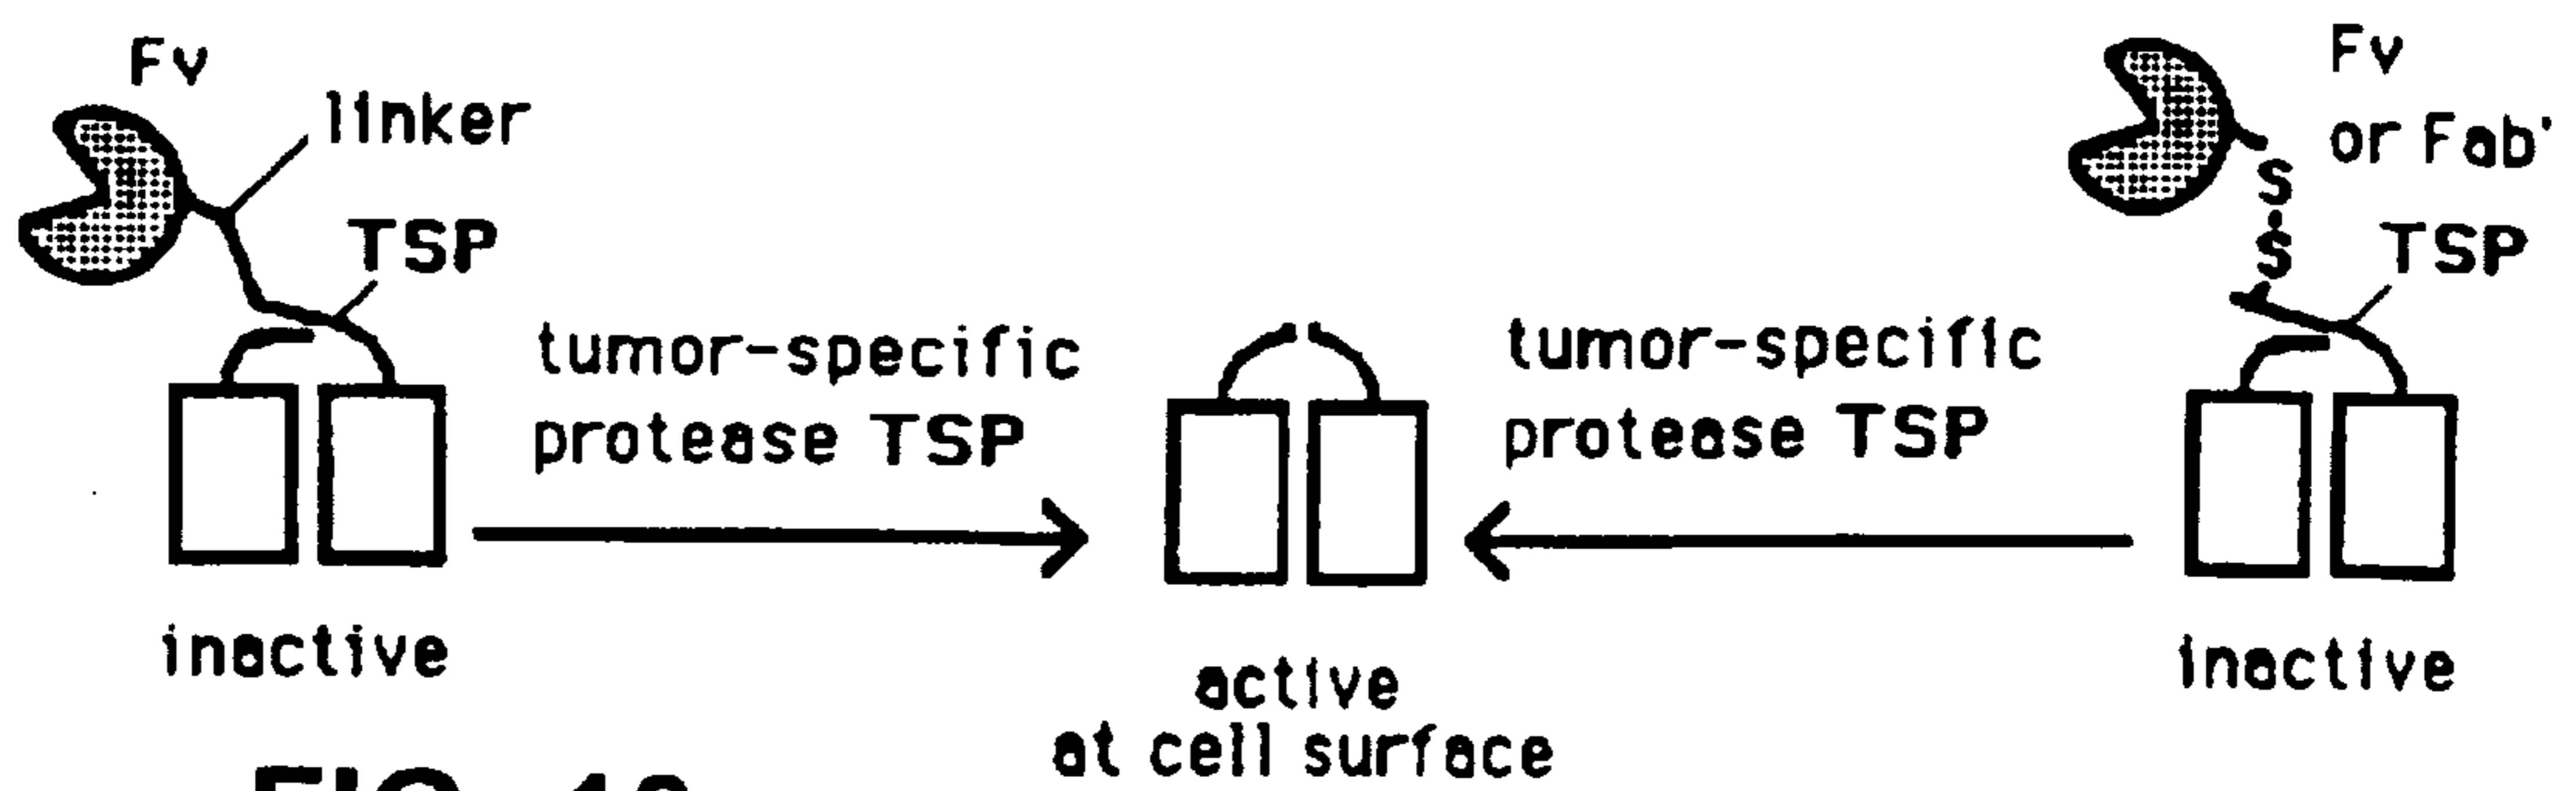 Fv
linker
TSP
tumor-specific
protease TSP
inactive
active
at cell surface
tumor-specific
protease TSP
Fv
or Fab'
S
S
TSP
inactive